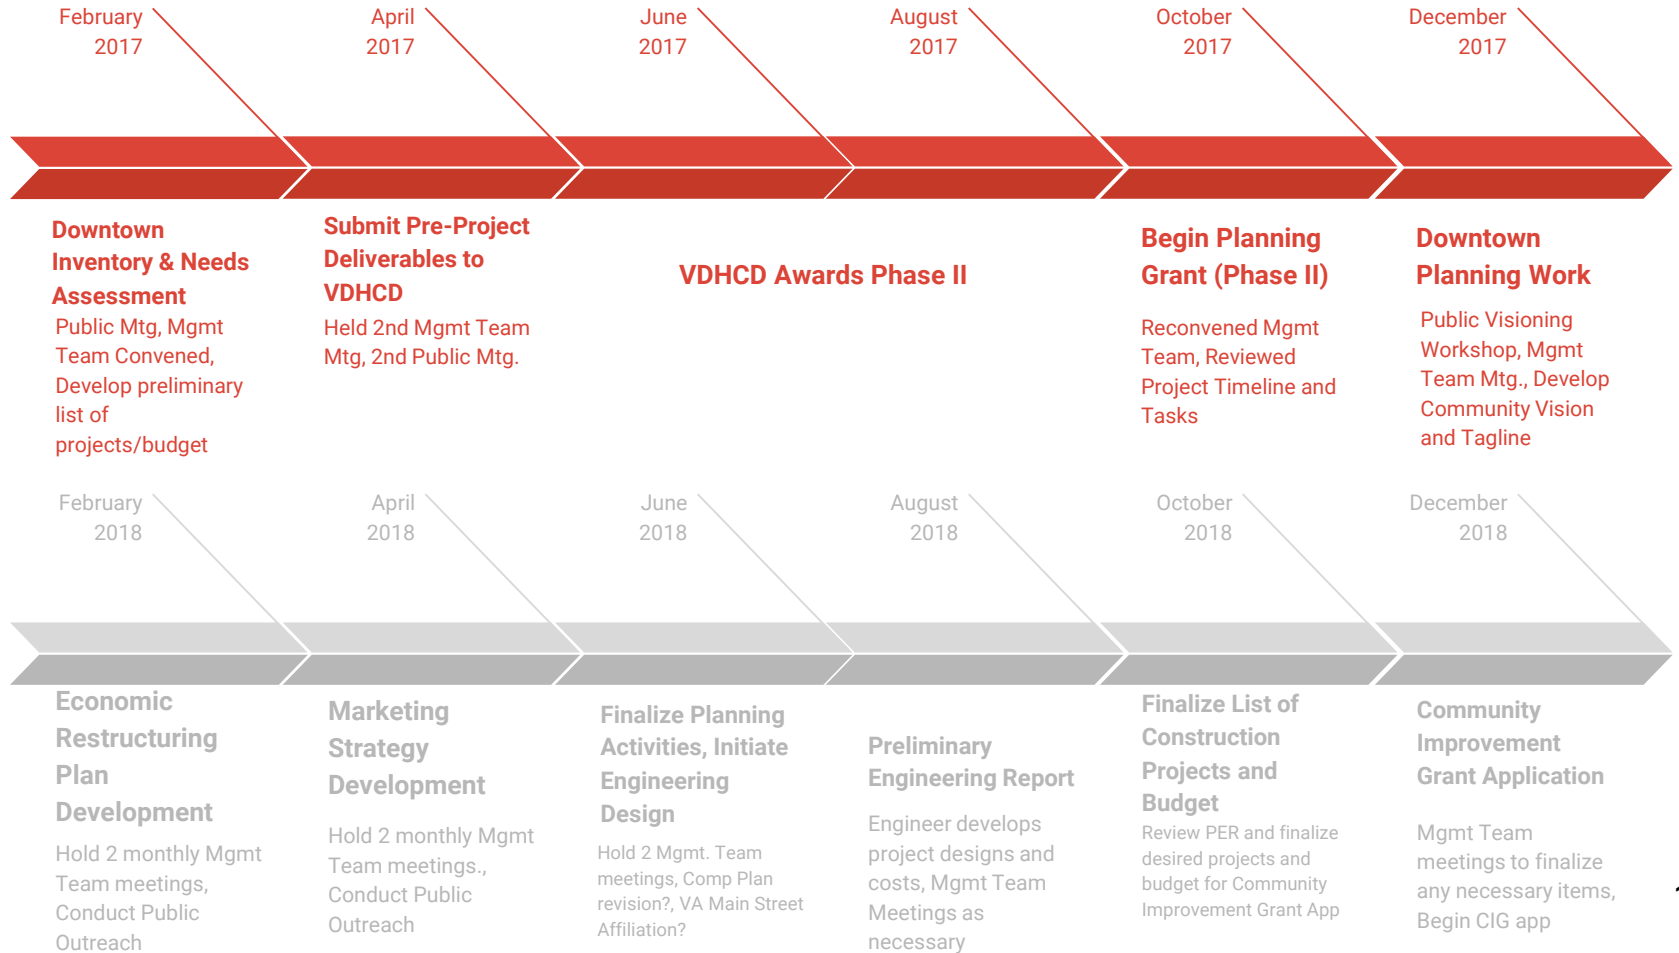 February
2017
April
2017
June
2017
August
2017
October
2017
December
2017
Downtown
Inventory & Needs
Assessment
Public Mtg, Mgmt
Team Convened,
Develop preliminary
list of
projects/budget
Submit Pre-Project
Deliverables to
VDHCD
Held 2nd Mgmt Team
Mtg, 2nd Public Mtg.
VDHCD Awards Phase II
Begin Planning
Grant (Phase II)
Reconvened Mgmt
Team, Reviewed
Project Timeline and
Tasks
Downtown
Planning Work
Public Visioning
Workshop, Mgmt
Team Mtg., Develop
Community Vision
and Tagline
February
2018
April
2018
June
2018
August
2018
October
2018
December
2018
Economic
Restructuring
Plan
Development
Hold 2 monthly Mgmt
Team meetings,
Conduct Public
Outreach
Marketing
Strategy
Development
Hold 2 monthly Mgmt
Team meetings.,
Conduct Public
Outreach
Finalize Planning
Activities, Initiate
Engineering
Design
Hold 2 Mgmt. Team
meetings, Comp Plan
revision?, VA Main Street
Affiliation?
Preliminary
Engineering Report
Engineer develops
project designs and
costs, Mgmt Team
Meetings as
necessary
Finalize List of
Construction
Projects and
Budget
Review PER and finalize
desired projects and
budget for Community
Improvement Grant App
Community
Improvement
Grant Application
Mgmt Team
meetings to finalize
any necessary items,
Begin CIG app